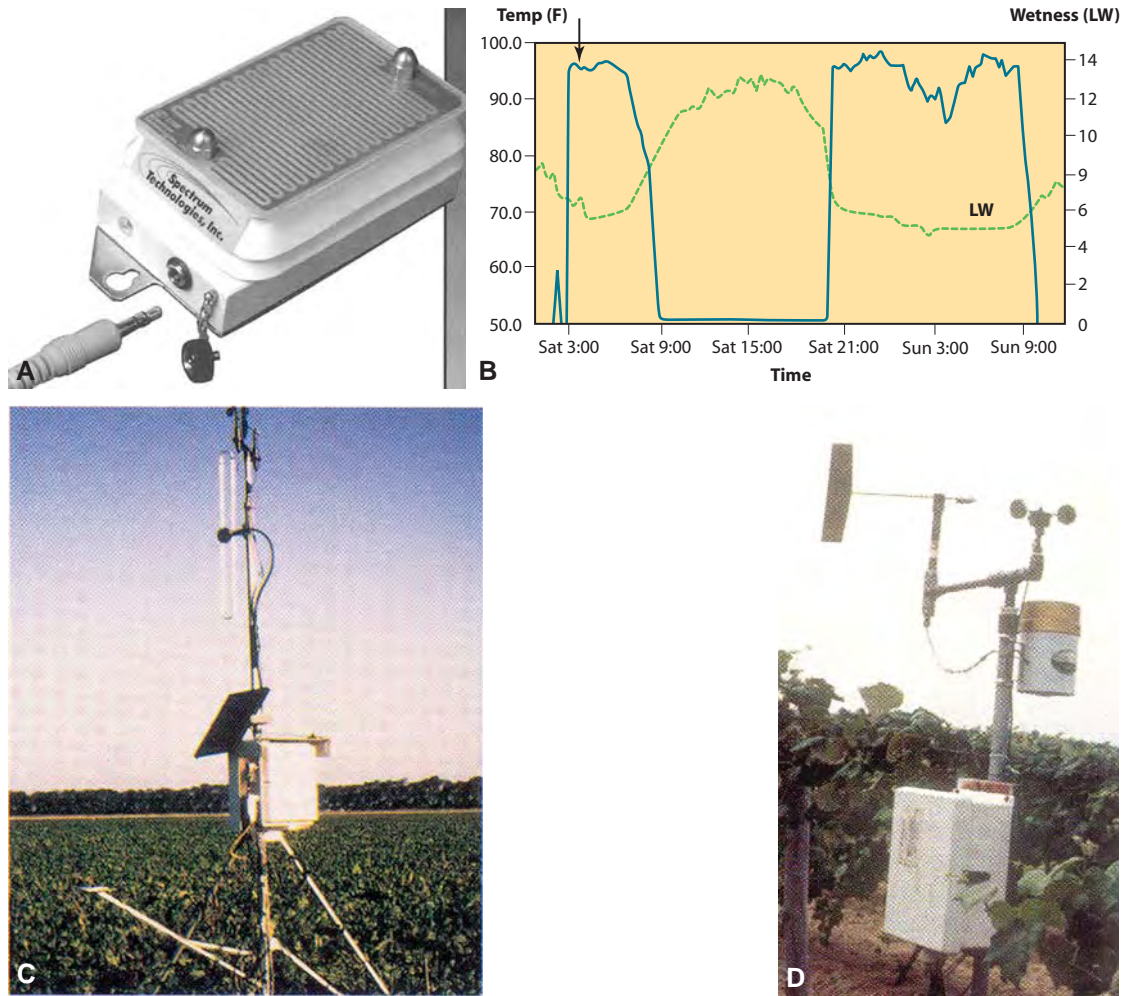 Spectrum
Technologies, Inc.
A
Temp (F)
Wetness (LW)
100.0
90.0
80.0
70.0
60.0
50.0
14
12
10
9
6
4
2
0
LW
Sat 3:00
Sat 9:00
Sat 15:00
Sat 21:00
Sun 3:00
Sun 9:00
Time
B
C
D